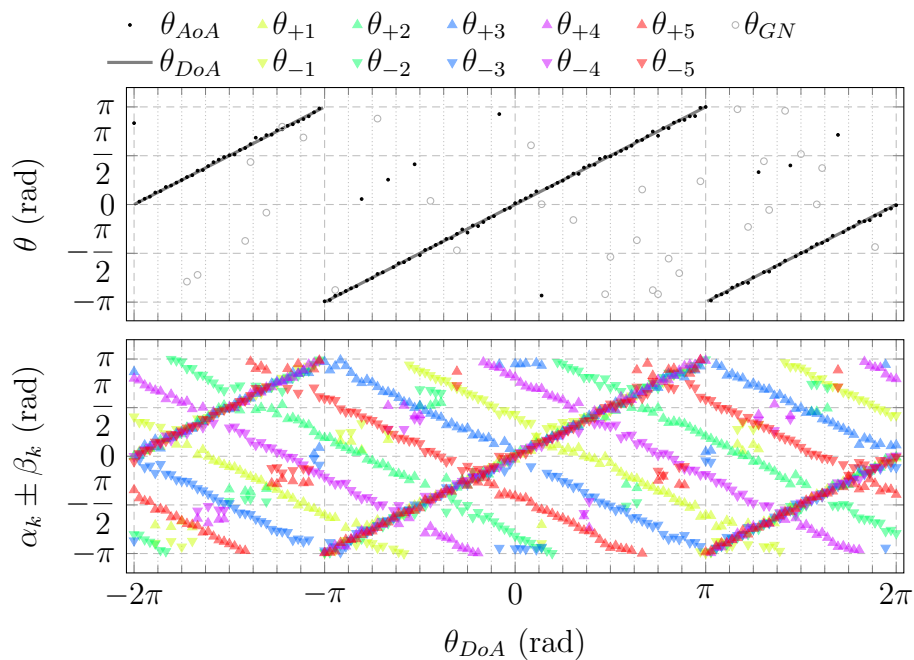 θ_AoA θ_+1 θ_+2 θ_+3 θ_+4 θ_+5 θ_GN
θ_DoA θ_−1 θ_−2 θ_−3 θ_−4 θ_−5
θ (rad)
π
π/2
0
−π/2
−π
α_k ± β_k (rad)
π
π/2
0
−π/2
−π
−2π −π 0 π 2π
θ_DoA (rad)